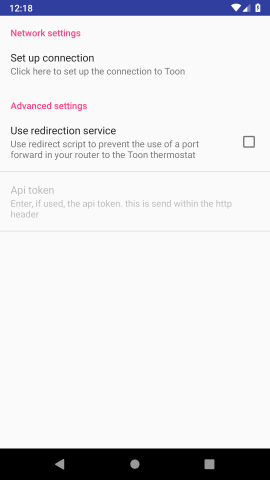 12:18
Network settings
Set up connection
Click here to set up the connection to Toon
Advanced settings
Use redirection service
Use redirect script to prevent the use of a port
forward in your router to the Toon thermostat
Api token
Enter, if used, the api token. this is send within the http
header